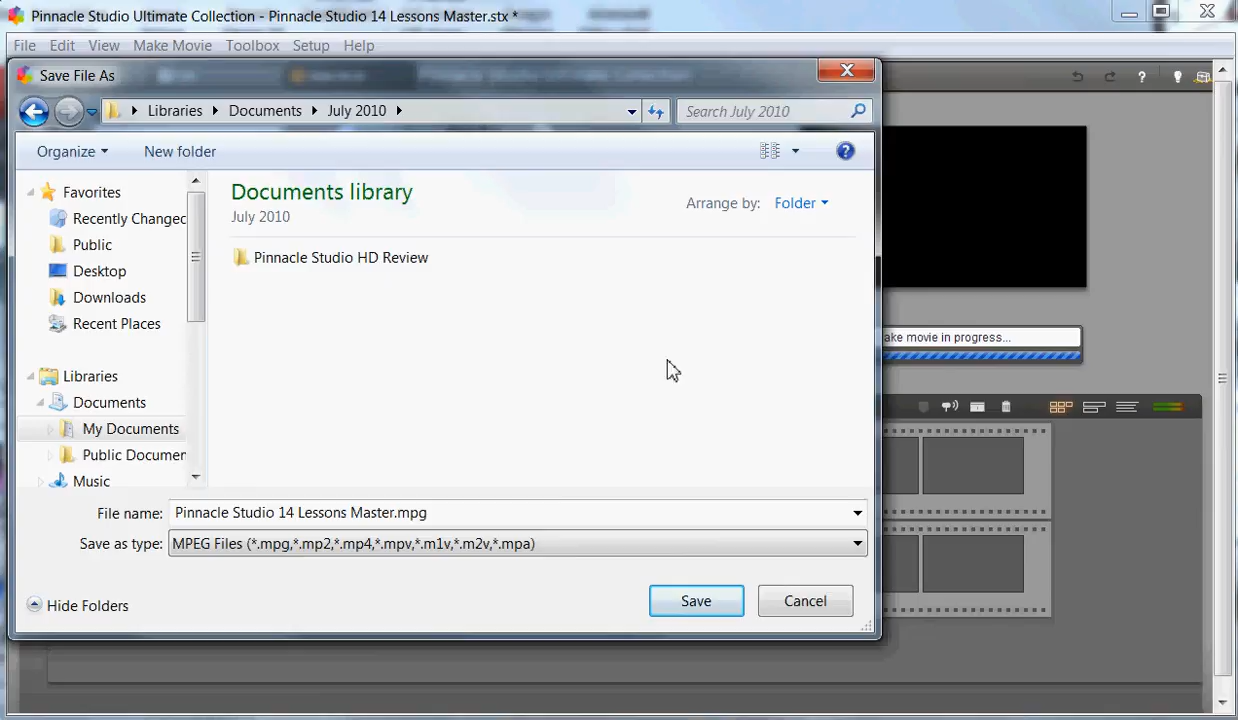 Pinnacle Studio Ultimate Collection - Pinnacle Studio 14 Lessons Master.stx *
File Edit View Make Movie Toolbox Setup Help
Save File As
Libraries Documents July 2010
Search July 2010
Organize New folder
Favorites
Recently Changed
Public
Desktop
Downloads
Recent Places
Libraries
Documents
My Documents
Public Documen
Music
Documents library
July 2010
Arrange by: Folder
Pinnacle Studio HD Review
File name: Pinnacle Studio 14 Lessons Master.mpg
Save as type: MPEG Files (*.mpg,*.mp2,*.mp4,*.mpv,*.m1v,*.m2v,*.mpa)
Hide Folders
Save Cancel
ake movie in progress...